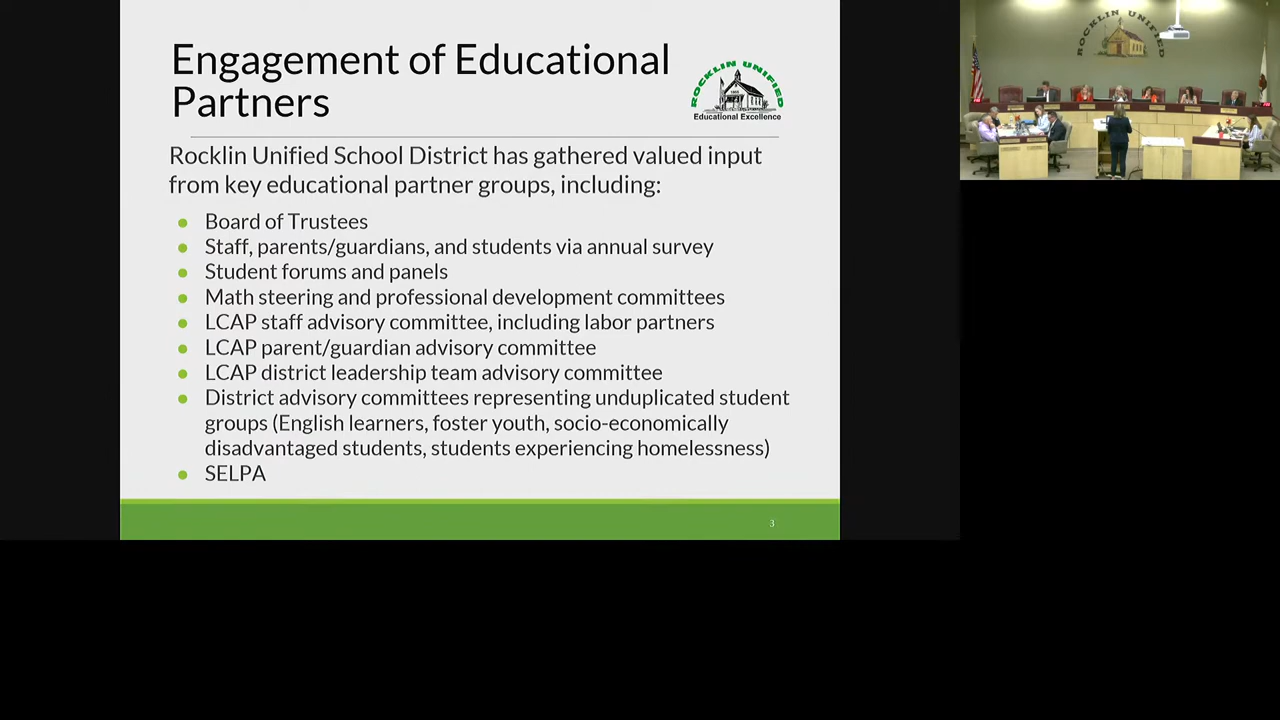 Engagement of Educational
Partners
ROCKLIN UNIFIED
Educational Excellence
Rocklin Unified School District has gathered valued input
from key educational partner groups, including:
● Board of Trustees
● Staff, parents/guardians, and students via annual survey
● Student forums and panels
● Math steering and professional development committees
● LCAP staff advisory committee, including labor partners
● LCAP parent/guardian advisory committee
● LCAP district leadership team advisory committee
● District advisory committees representing unduplicated student
groups (English learners, foster youth, socio-economically
disadvantaged students, students experiencing homelessness)
● SELPA
3
ROCKLIN UNIFIED